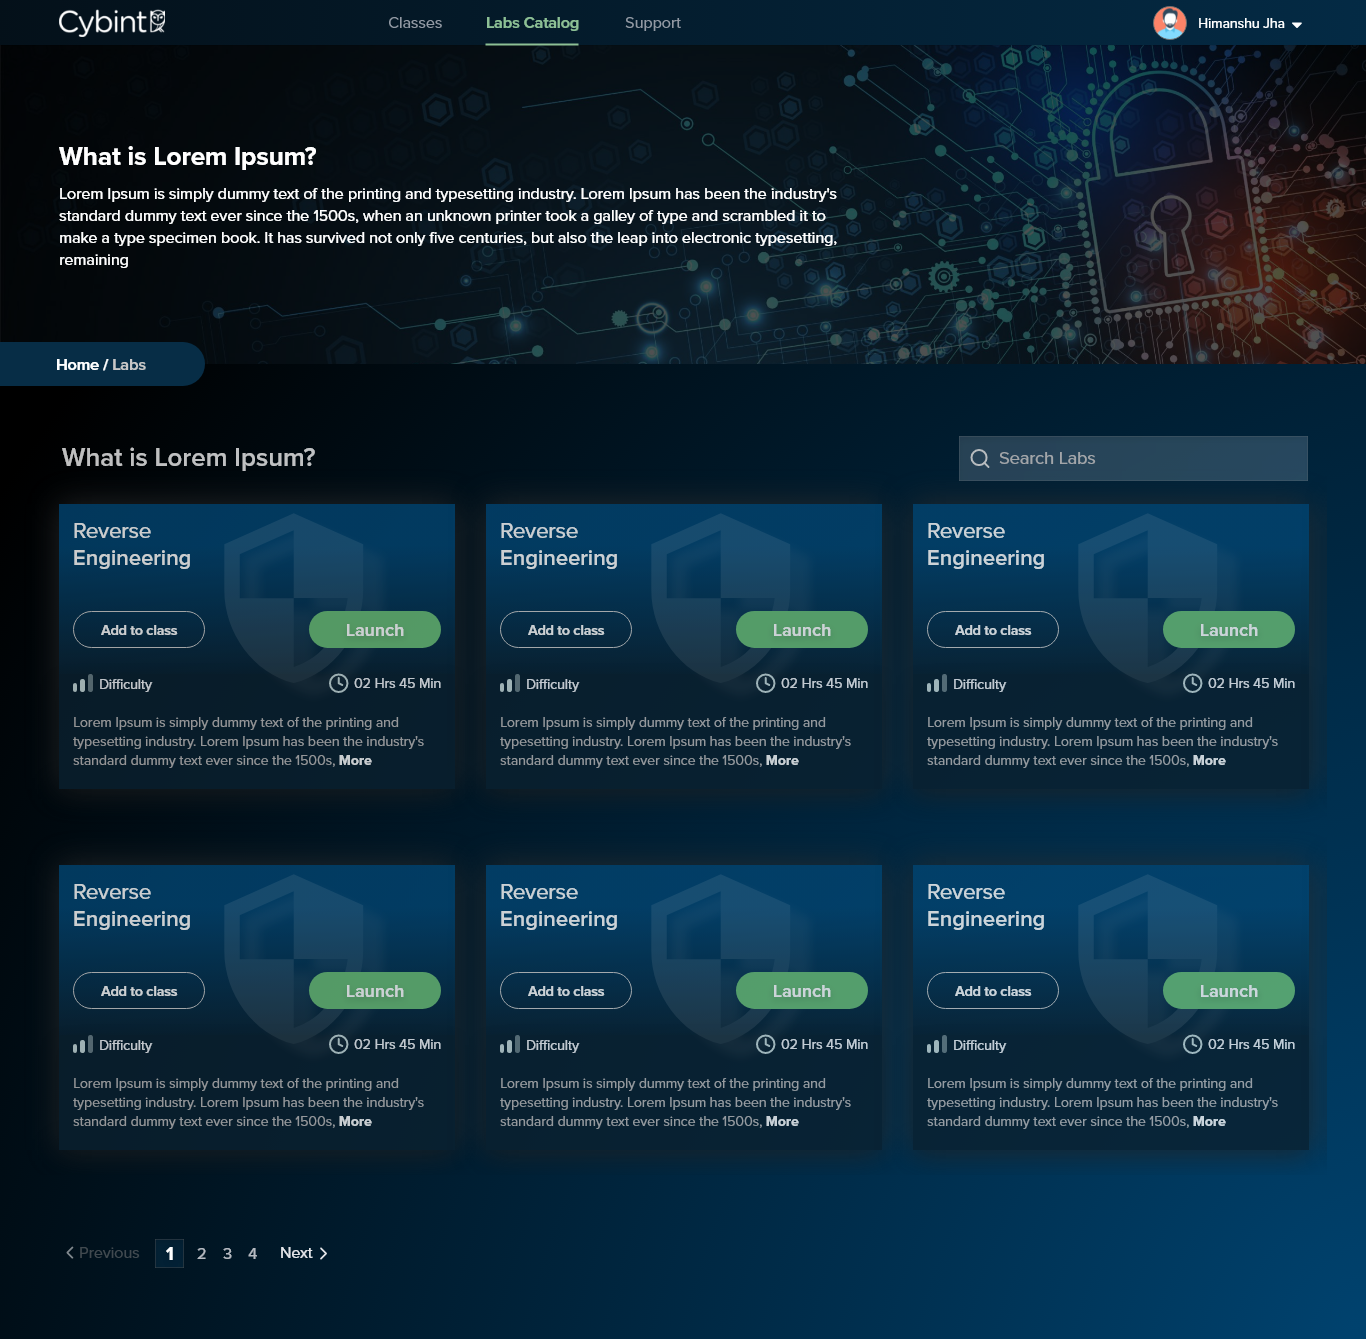 Cybint
Classes
Labs Catalog
Support
Himanshu Jha
What is Lorem Ipsum?
Lorem Ipsum is simply dummy text of the printing and typesetting industry. Lorem Ipsum has been the industry's
standard dummy text ever since the 1500s, when an unknown printer took a galley of type and scrambled it to
make a type specimen book. It has survived not only five centuries, but also the leap into electronic typesetting,
remaining
Home / Labs
What is Lorem Ipsum?
Search Labs
Reverse
Engineering
Add to class
Launch
Difficulty
02 Hrs 45 Min
Lorem Ipsum is simply dummy text of the printing and
typesetting industry. Lorem Ipsum has been the industry's
standard dummy text ever since the 1500s, More
Reverse
Engineering
Add to class
Launch
Difficulty
02 Hrs 45 Min
Lorem Ipsum is simply dummy text of the printing and
typesetting industry. Lorem Ipsum has been the industry's
standard dummy text ever since the 1500s, More
Reverse
Engineering
Add to class
Launch
Difficulty
02 Hrs 45 Min
Lorem Ipsum is simply dummy text of the printing and
typesetting industry. Lorem Ipsum has been the industry's
standard dummy text ever since the 1500s, More
Reverse
Engineering
Add to class
Launch
Difficulty
02 Hrs 45 Min
Lorem Ipsum is simply dummy text of the printing and
typesetting industry. Lorem Ipsum has been the industry's
standard dummy text ever since the 1500s, More
Reverse
Engineering
Add to class
Launch
Difficulty
02 Hrs 45 Min
Lorem Ipsum is simply dummy text of the printing and
typesetting industry. Lorem Ipsum has been the industry's
standard dummy text ever since the 1500s, More
Reverse
Engineering
Add to class
Launch
Difficulty
02 Hrs 45 Min
Lorem Ipsum is simply dummy text of the printing and
typesetting industry. Lorem Ipsum has been the industry's
standard dummy text ever since the 1500s, More
Previous 1 2 3 4 Next